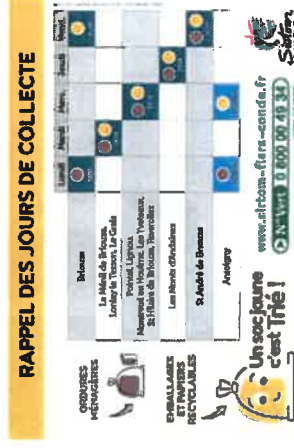 RAPPEL DES JOURS DE COLLECTE
Lundi Mardi Merc. Jeudi Vend.
ORDURES
MÉNAGÈRES
EMBALLAGES
ET PAPIERS
RECYCLABLES
Briouze
Le Ménil de Briouze,
Lonlay le Tesson, Le Grais
Pointel, Lignou
Montreuil au Houlme, Les Yveteaux,
St Hilaire de Briouze, Faverolles
Les Monts d'Andaine
St André de Briouze
Un sac jaune
c'est Trié !
www.sirtom-flers-conde.fr
N° Vert 0 800 00 41 34
Sirtom